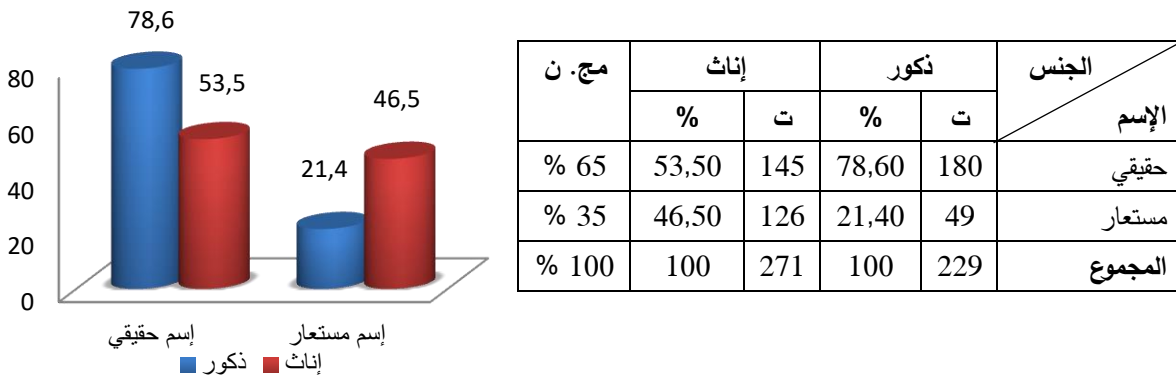 78,6
53,5
46,5
21,4
80
60
40
20
0
إسم حقيقي
إسم مستعار
ذكور
إناث
الجنس
الإسم
ذكور
إناث
مج. ن
ت
%
ت
%
حقيقي 180 78,60 145 53,50 65 %
مستعار 49 21,40 126 46,50 35 %
المجموع 229 100 271 100 100 %